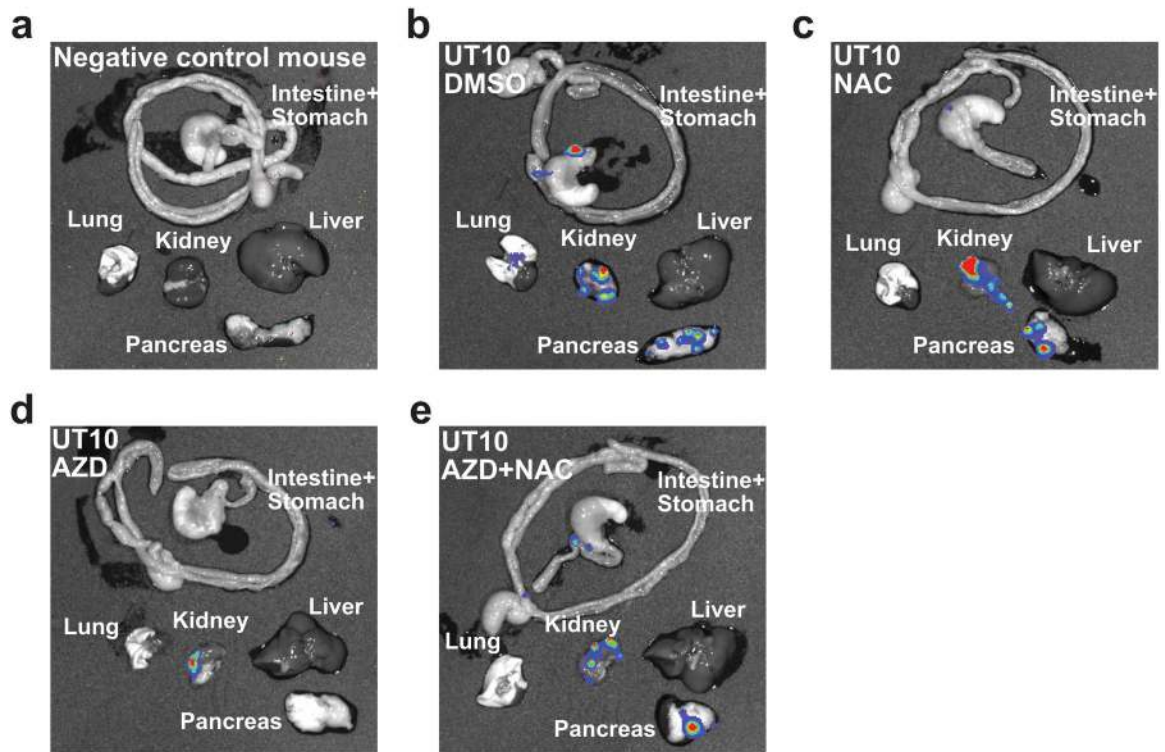 a
Negative control mouse
Intestine+
Stomach
Lung
Kidney
Liver
Pancreas
b
UT10
DMSO
Intestine+
Stomach
Lung
Kidney
Liver
Pancreas
c
UT10
NAC
Intestine+
Stomach
Lung
Kidney
Liver
Pancreas
d
UT10
AZD
Intestine+
Stomach
Lung
Kidney
Liver
Pancreas
e
UT10
AZD+NAC
Intestine+
Stomach
Lung
Kidney
Liver
Pancreas